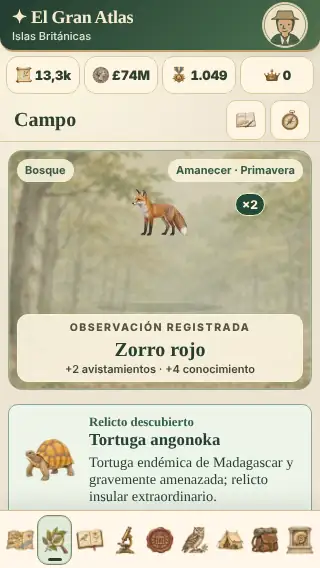 ✦ El Gran Atlas
Islas Británicas
13,3k
£74M
1.049
0
Campo
Bosque
Amanecer · Primavera
×2
OBSERVACIÓN REGISTRADA
Zorro rojo
+2 avistamientos · +4 conocimiento
Relicto descubierto
Tortuga angonoka
Tortuga endémica de Madagascar y
gravemente amenazada; relicto
insular extraordinario.